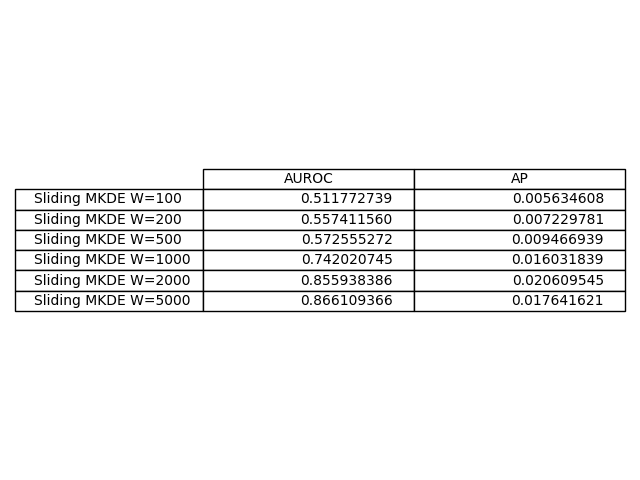 AUROC AP
Sliding MKDE W=100 0.511772739 0.005634608
Sliding MKDE W=200 0.557411560 0.007229781
Sliding MKDE W=500 0.572555272 0.009466939
Sliding MKDE W=1000 0.742020745 0.016031839
Sliding MKDE W=2000 0.855938386 0.020609545
Sliding MKDE W=5000 0.866109366 0.017641621